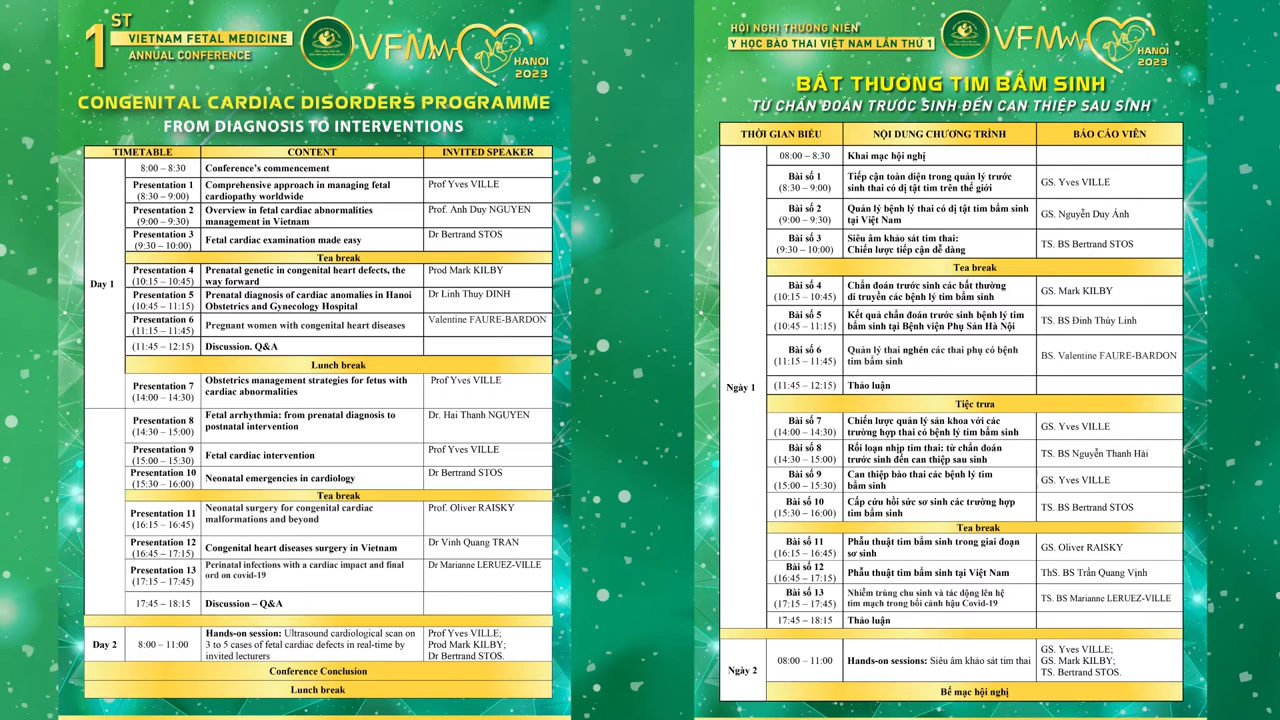 1ST
VIETNAM FETAL MEDICINE
ANNUAL CONFERENCE
VFM
HANOI
2023
CONGENITAL CARDIAC DISORDERS PROGRAMME
FROM DIAGNOSIS TO INTERVENTIONS
TIMETABLE CONTENT INVITED SPEAKER
Day 1
8:00 – 8:30 Conference's commencement
Presentation 1 Comprehensive approach in managing fetal Prof Yves VILLE
(8:30 – 9:00) cardiopathy worldwide
Presentation 2 Overview in fetal cardiac abnormalities Prof. Anh Duy NGUYEN
(9:00 – 9:30) management in Vietnam
Presentation 3 Fetal cardiac examination made easy Dr Bertrand STOS
(9:30 – 10:00)
Tea break
Presentation 4 Prenatal genetic in congenital heart defects, the Prod Mark KILBY
(10:15 – 10:45) way forward
Presentation 5 Prenatal diagnosis of cardiac anomalies in Hanoi Dr Linh Thuy DINH
(10:45 – 11:15) Obstetrics and Gynecology Hospital
Presentation 6 Pregnant women with congenital heart diseases Valentine FAURE-BARDON
(11:15 – 11:45)
(11:45 – 12:15) Discussion. Q&A
Lunch break
Presentation 7 Obstetrics management strategies for fetus with Prof Yves VILLE
(14:00 – 14:30) cardiac abnormalities
Presentation 8 Fetal arrhythmia: from prenatal diagnosis to Dr. Hai Thanh NGUYEN
(14:30 – 15:00) postnatal intervention
Presentation 9 Fetal cardiac intervention Prof Yves VILLE
(15:00 – 15:30)
Presentation 10 Neonatal emergencies in cardiology Dr Bertrand STOS
(15:30 – 16:00)
Tea break
Presentation 11 Neonatal surgery for congenital cardiac Prof. Oliver RAISKY
(16:15 – 16:45) malformations and beyond
Presentation 12 Congenital heart diseases surgery in Vietnam Dr Vinh Quang TRAN
(16:45 – 17:15)
Presentation 13 Perinatal infections with a cardiac impact and final Dr Marianne LERUEZ-VILLE
(17:15 – 17:45) ord on covid-19
17:45 – 18:15 Discussion – Q&A
Day 2
8:00 – 11:00 Hands-on session: Ultrasound cardiological scan on Prof Yves VILLE;
3 to 5 cases of fetal cardiac defects in real-time by Prod Mark KILBY;
invited lecturers Dr Bertrand STOS.
Conference Conclusion
Lunch break
HỘI NGHỊ THƯỜNG NIÊN
Y HỌC BÀO THAI VIỆT NAM LẦN THỨ 1
VFM
HANOI
2023
BẤT THƯỜNG TIM BẨM SINH
TỪ CHẨN ĐOÁN TRƯỚC SINH ĐẾN CAN THIỆP SAU SINH
THỜI GIAN BIỂU NỘI DUNG CHƯƠNG TRÌNH BÁO CÁO VIÊN
Ngày 1
08:00 – 8:30 Khai mạc hội nghị
Bài số 1 Tiếp cận toàn diện trong quản lý trước GS. Yves VILLE
(8:30 – 9:00) sinh thai có dị tật tim trên thế giới
Bài số 2 Quản lý bệnh lý thai có dị tật tim bẩm sinh GS. Nguyễn Duy Ánh
(9:00 – 9:30) tại Việt Nam
Bài số 3 Siêu âm khảo sát tim thai: TS. BS Bertrand STOS
(9:30 – 10:00) Chiến lược tiếp cận dễ dàng
Tea break
Bài số 4 Chẩn đoán trước sinh các bất thường GS. Mark KILBY
(10:15 – 10:45) di truyền các bệnh lý tim bẩm sinh
Bài số 5 Kết quả chẩn đoán trước sinh bệnh lý tim TS. BS Đinh Thúy Linh
(10:45 – 11:15) bẩm sinh tại Bệnh viện Phụ Sản Hà Nội
Bài số 6 Quản lý thai nghén các thai phụ có bệnh BS. Valentine FAURE-BARDON
(11:15 – 11:45) tim bẩm sinh
(11:45 – 12:15) Thảo luận
Tiệc trưa
Bài số 7 Chiến lược quản lý sản khoa với các GS. Yves VILLE
(14:00 – 14:30) trường hợp thai có bệnh lý tim bẩm sinh
Bài số 8 Rối loạn nhịp tim thai: từ chẩn đoán TS. BS Nguyễn Thanh Hải
(14:30 – 15:00) trước sinh đến can thiệp sau sinh
Bài số 9 Can thiệp bào thai các bệnh lý tim GS. Yves VILLE
(15:00 – 15:30) bẩm sinh
Bài số 10 Cấp cứu hồi sức sơ sinh các trường hợp TS. BS Bertrand STOS
(15:30 – 16:00) tim bẩm sinh
Tea break
Bài số 11 Phẫu thuật tim bẩm sinh trong giai đoạn GS. Oliver RAISKY
(16:15 – 16:45) sơ sinh
Bài số 12 Phẫu thuật tim bẩm sinh tại Việt Nam ThS. BS Trần Quang Vịnh
(16:45 – 17:15)
Bài số 13 Nhiễm trùng chu sinh và tác động lên hệ TS. BS Marianne LERUEZ-VILLE
(17:15 – 17:45) tim mạch trong bối cảnh hậu Covid-19
17:45 – 18:15 Thảo luận
Ngày 2
08:00 – 11:00 Hands-on sessions: Siêu âm khảo sát tim thai GS. Yves VILLE;
GS. Mark KILBY;
TS. Bertrand STOS.
Bế mạc hội nghị